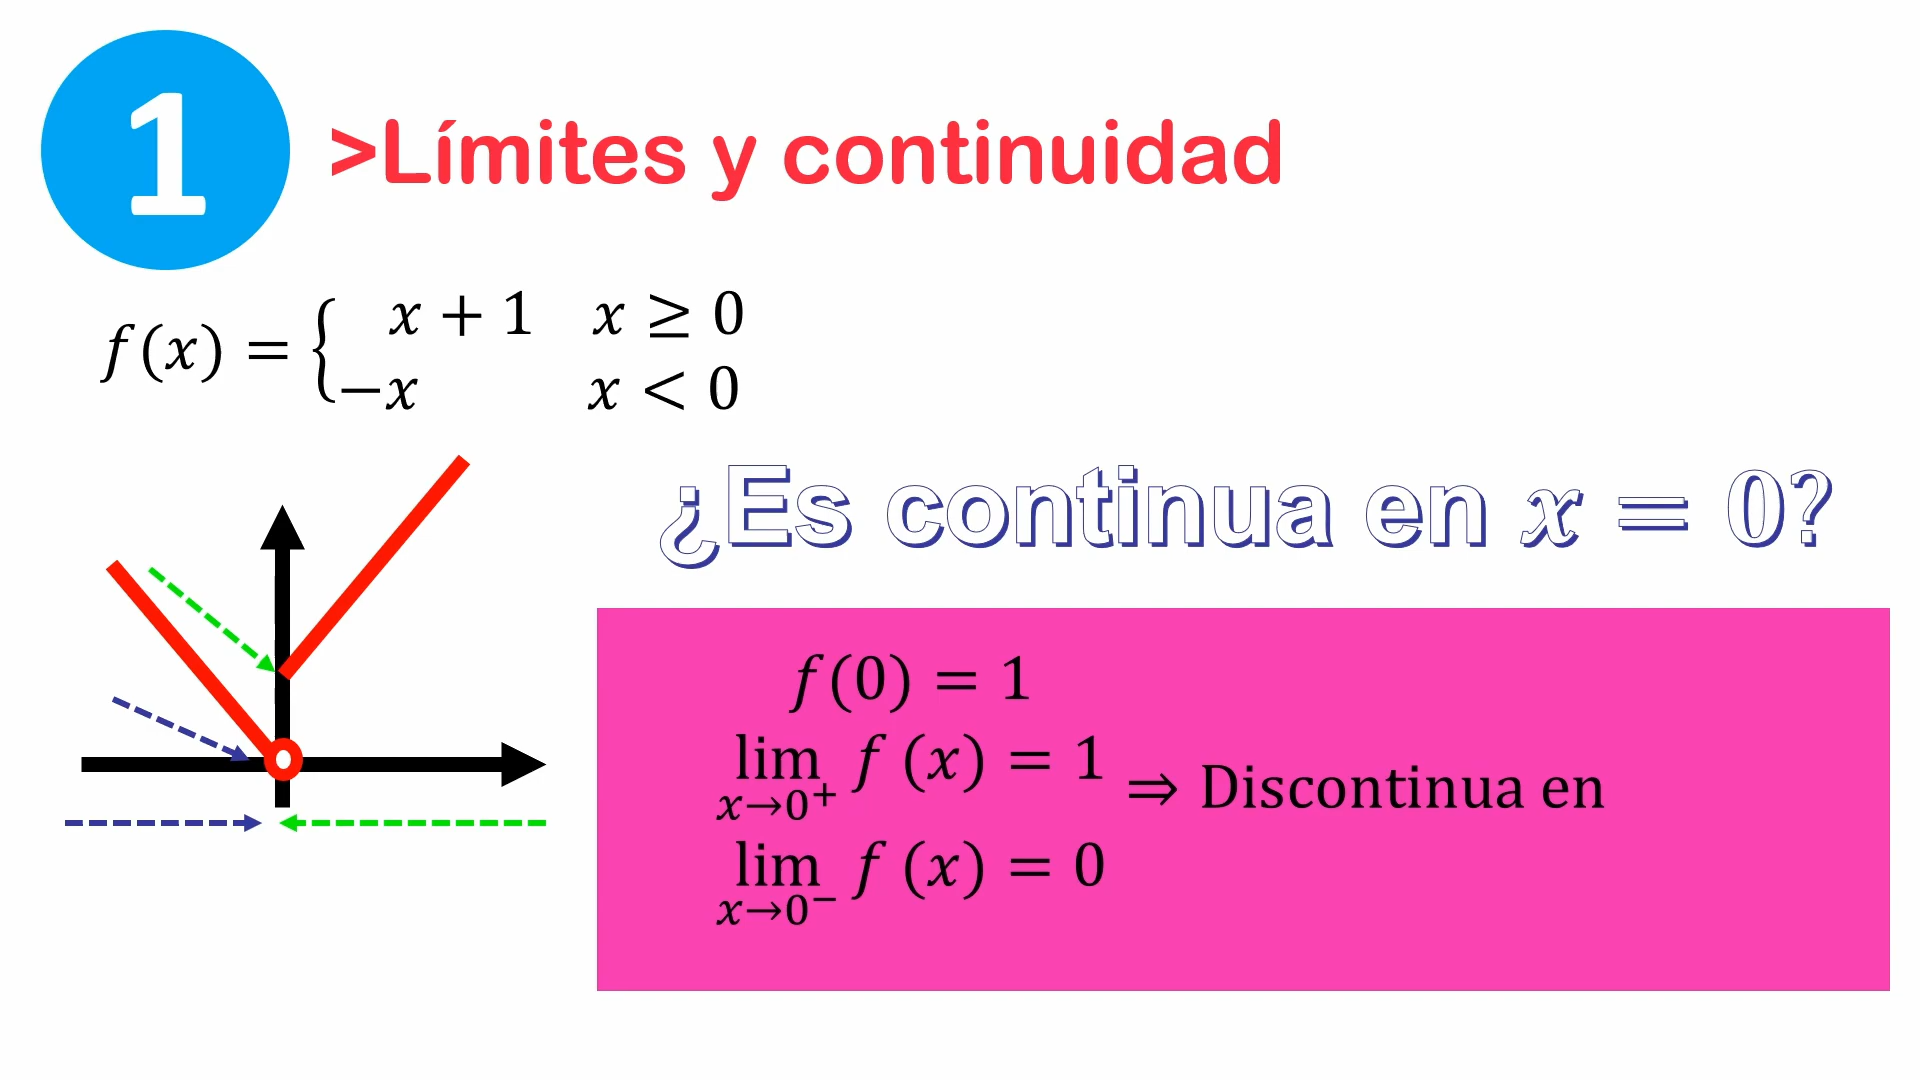 1
>Límites y continuidad
f(x) = { x + 1 x ≥ 0
−x x < 0
¿Es continua en x = 0?
f(0) = 1
lim x→0⁺ f (x) = 1 ⇒ Discontinua en
lim x→0⁻ f (x) = 0